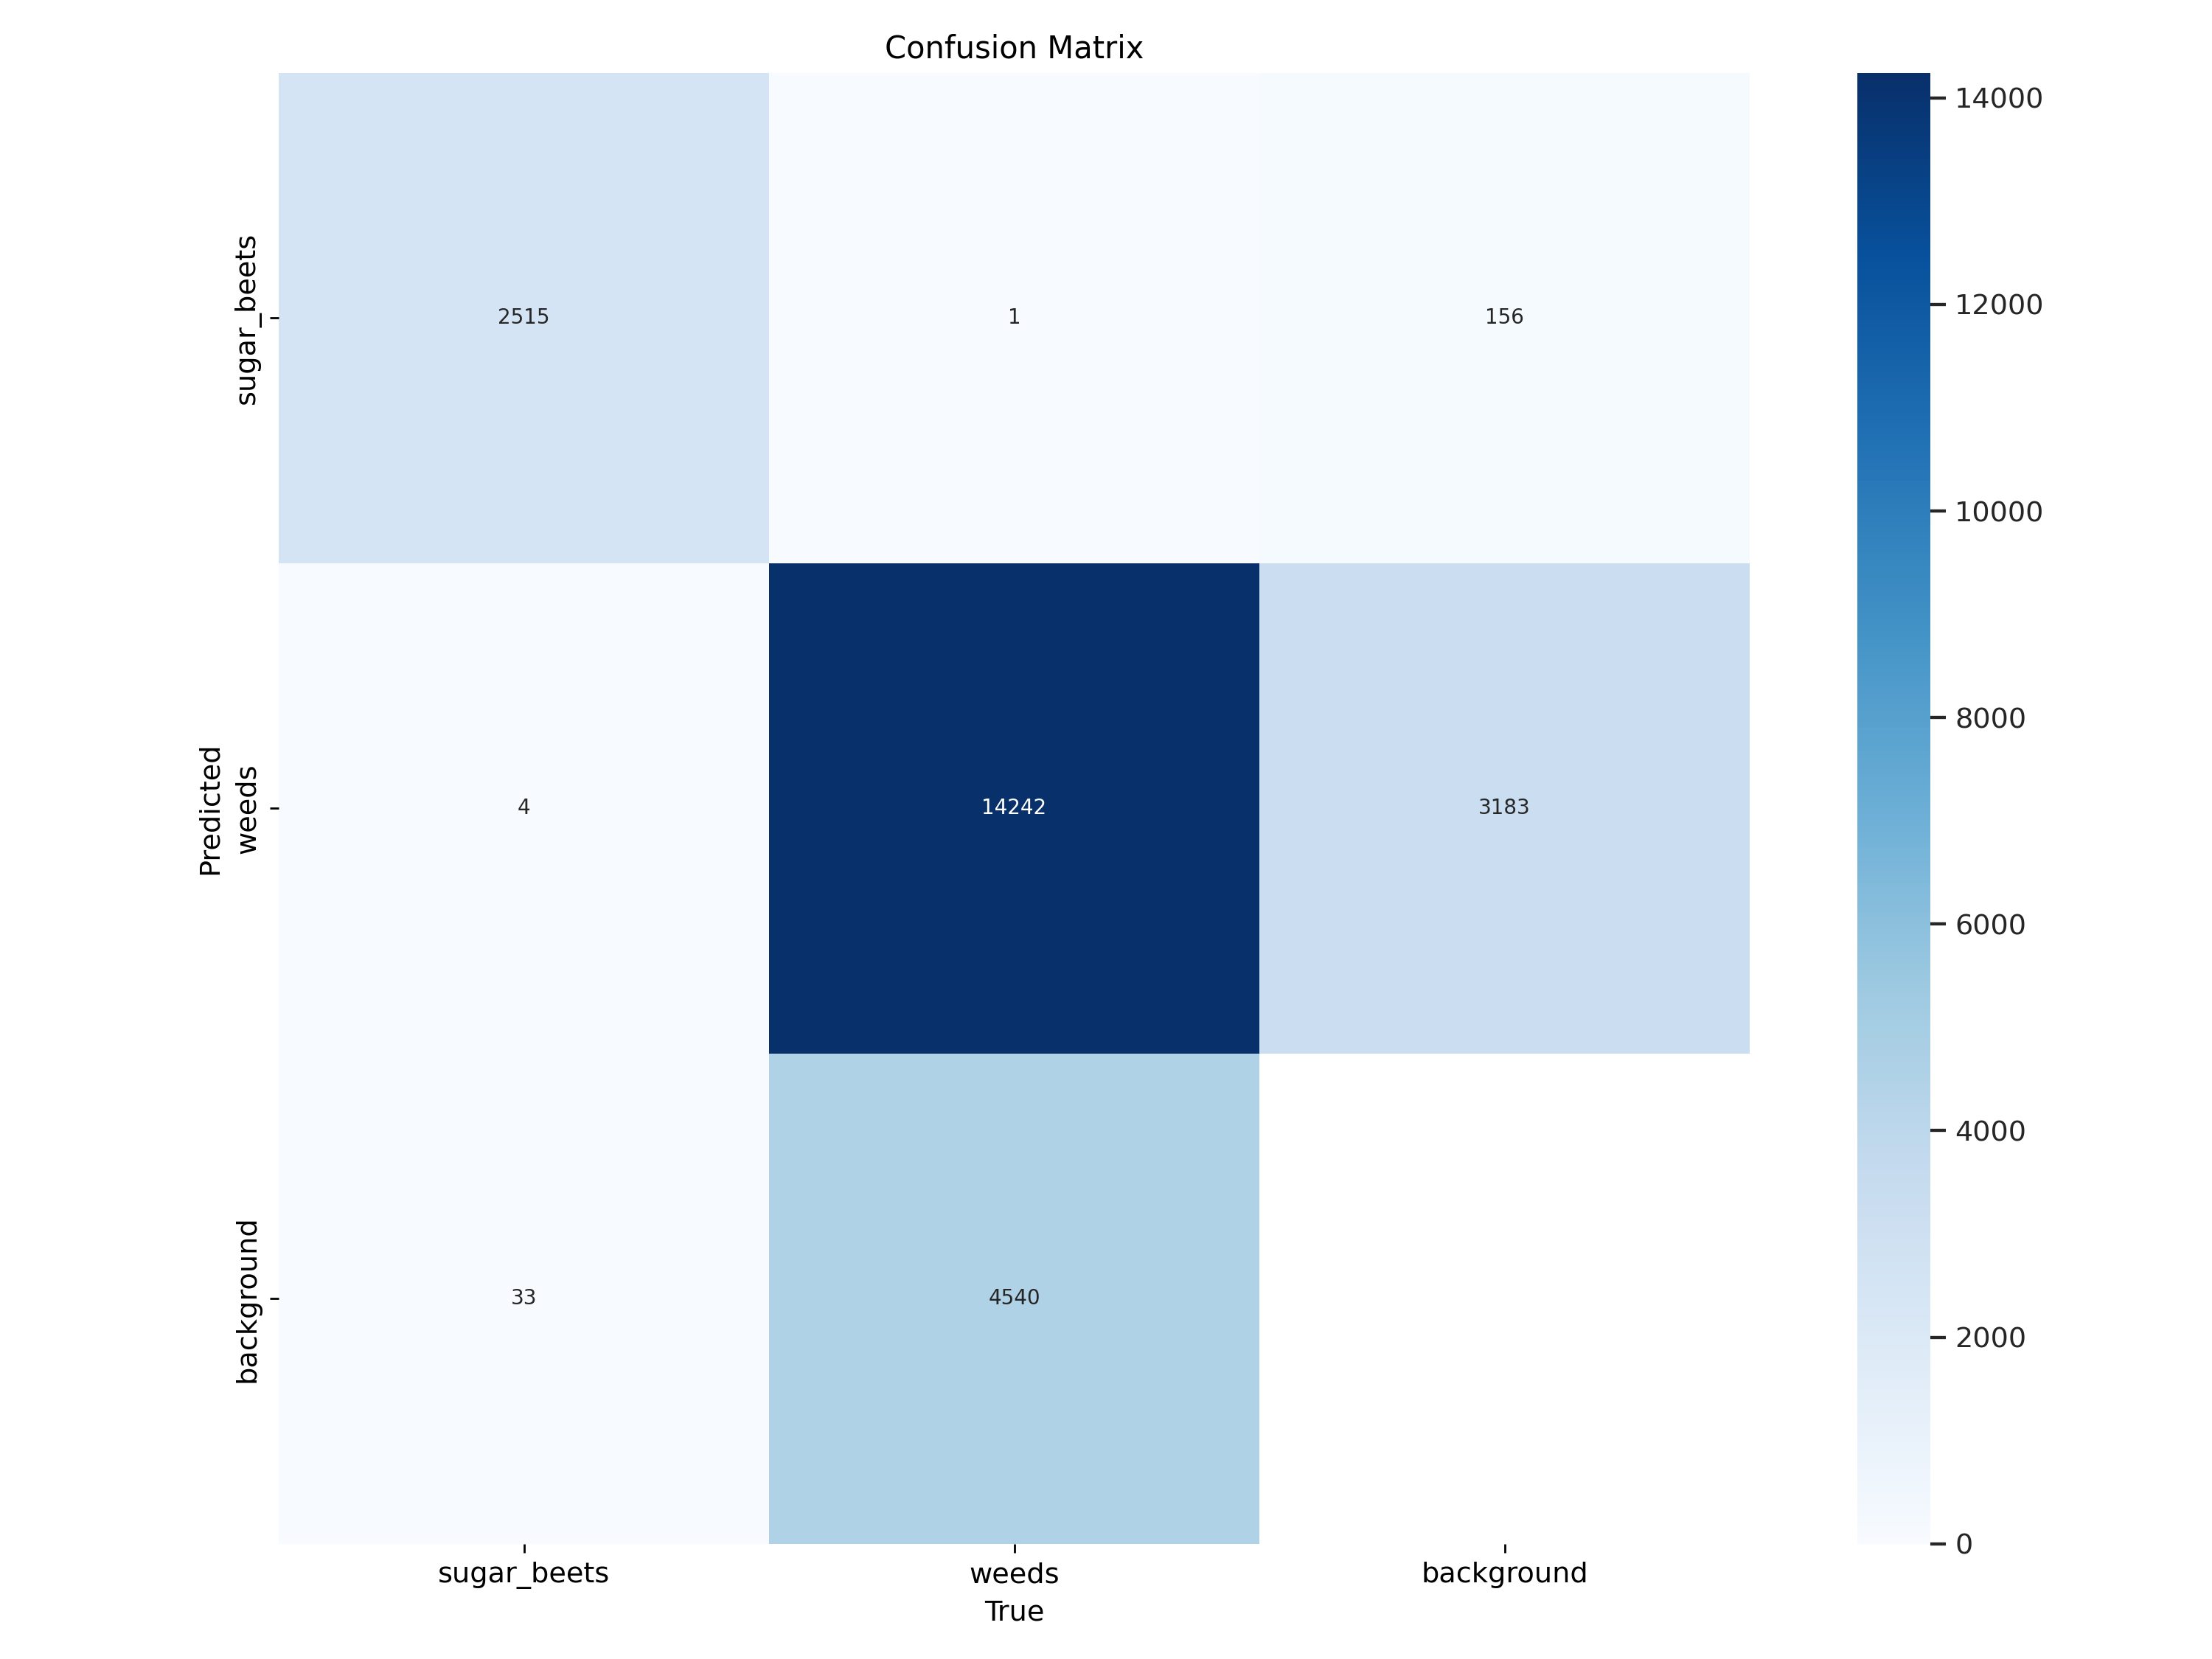 Confusion Matrix
sugar_beets
2515
1
156
Predicted
weeds
4
14242
3183
background
33
4540
sugar_beets
weeds
background
True
14000
12000
10000
8000
6000
4000
2000
0